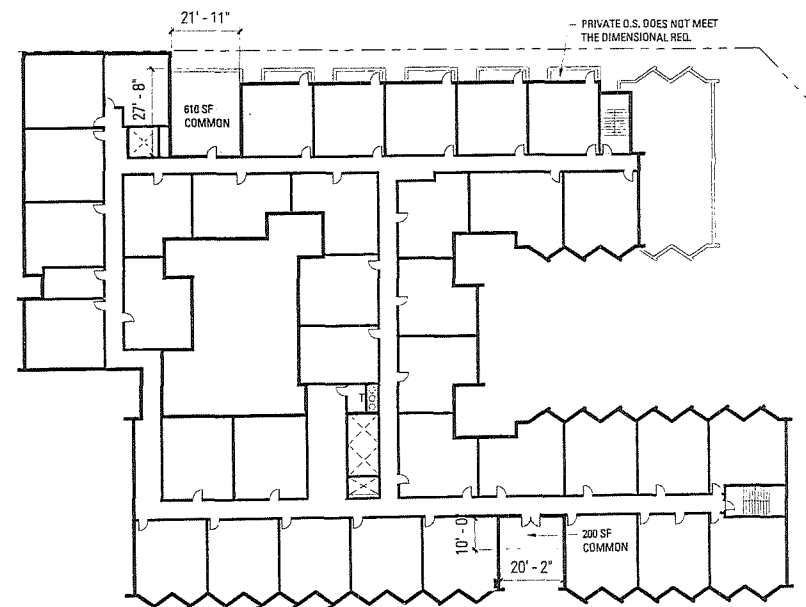 21' - 11"
PRIVATE O.S. DOES NOT MEET
THE DIMENSIONAL REQ.
27' - 8"
610 SF
COMMON
T
10' - 0"
200 SF
COMMON
20' - 2"